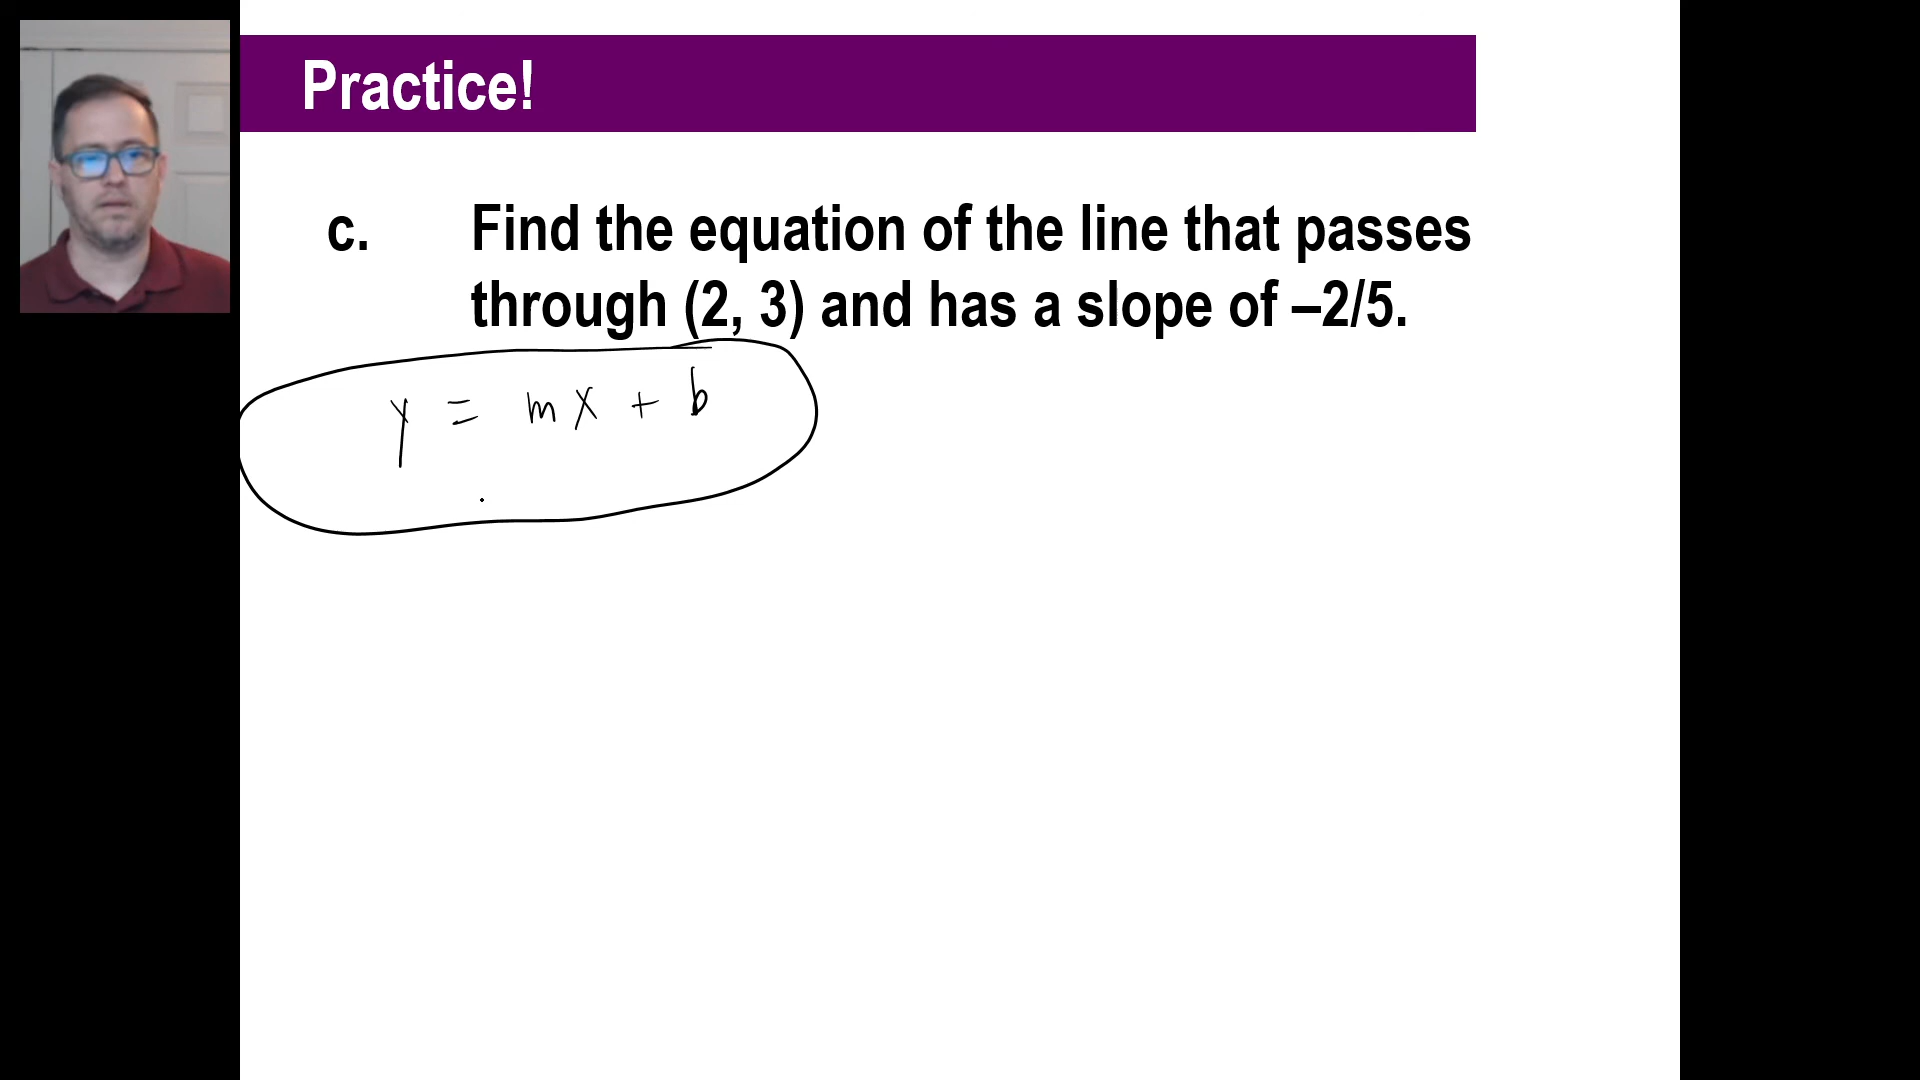 Practice!
c. Find the equation of the line that passes
through (2, 3) and has a slope of –2/5.
y = mx + b